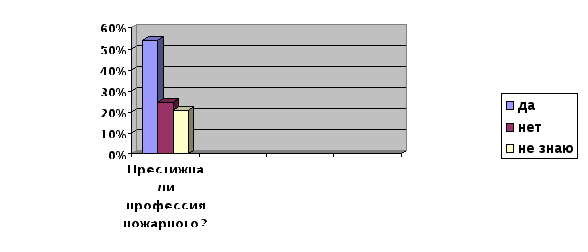 60%
50%
40%
30%
20%
10%
0%
Престижна
ли
профессия
пожарного?
да
нет
не знаю